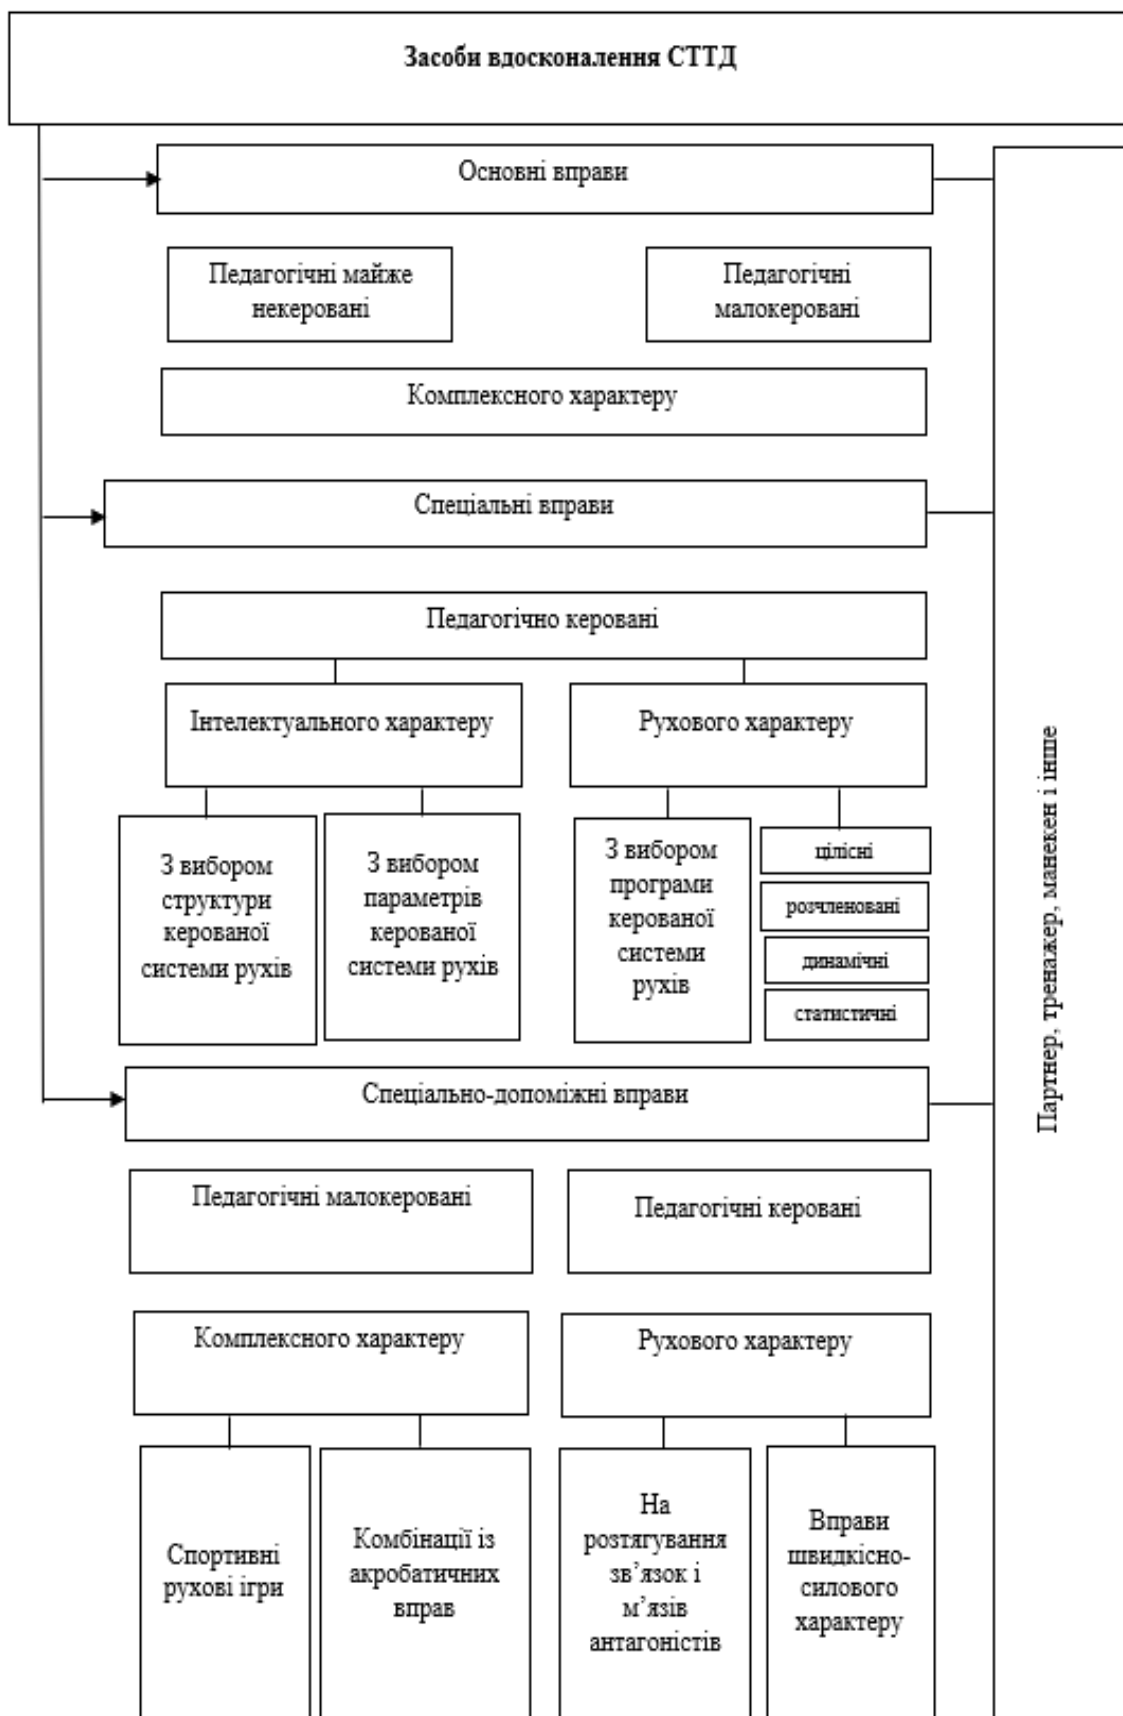 Засоби вдосконалення СТТД
Основні вправи
Педагогічні майже
некеровані
Педагогічні
малокеровані
Комплексного характеру
Спеціальні вправи
Педагогічно керовані
Інтелектуального характеру
Рухового характеру
З вибором
структури
керованої
системи рухів
З вибором
параметрів
керованої
системи рухів
З вибором
програми
керованої
системи
рухів
цілісні
розчленовані
динамічні
статистичні
Спеціально-допоміжні вправи
Педагогічні малокеровані
Педагогічні керовані
Комплексного характеру
Рухового характеру
Спортивні
рухові ігри
Комбінації із
акробатичних
вправ
На
розтягування
зв’язок і
м’язів
антагоністів
Вправи
швидкісно-
силового
характеру
Партнер, тренажер, манекен і інше